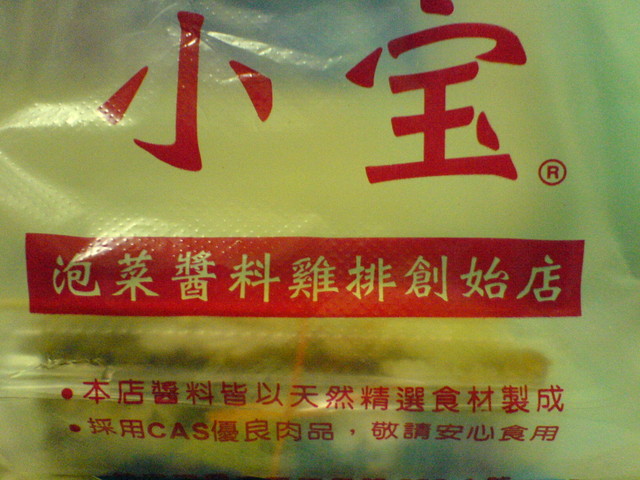 小宝®
泡菜醬料雞排創始店
•本店醬料皆以天然精選食材製成
•採用CAS優良肉品，敬請安心食用